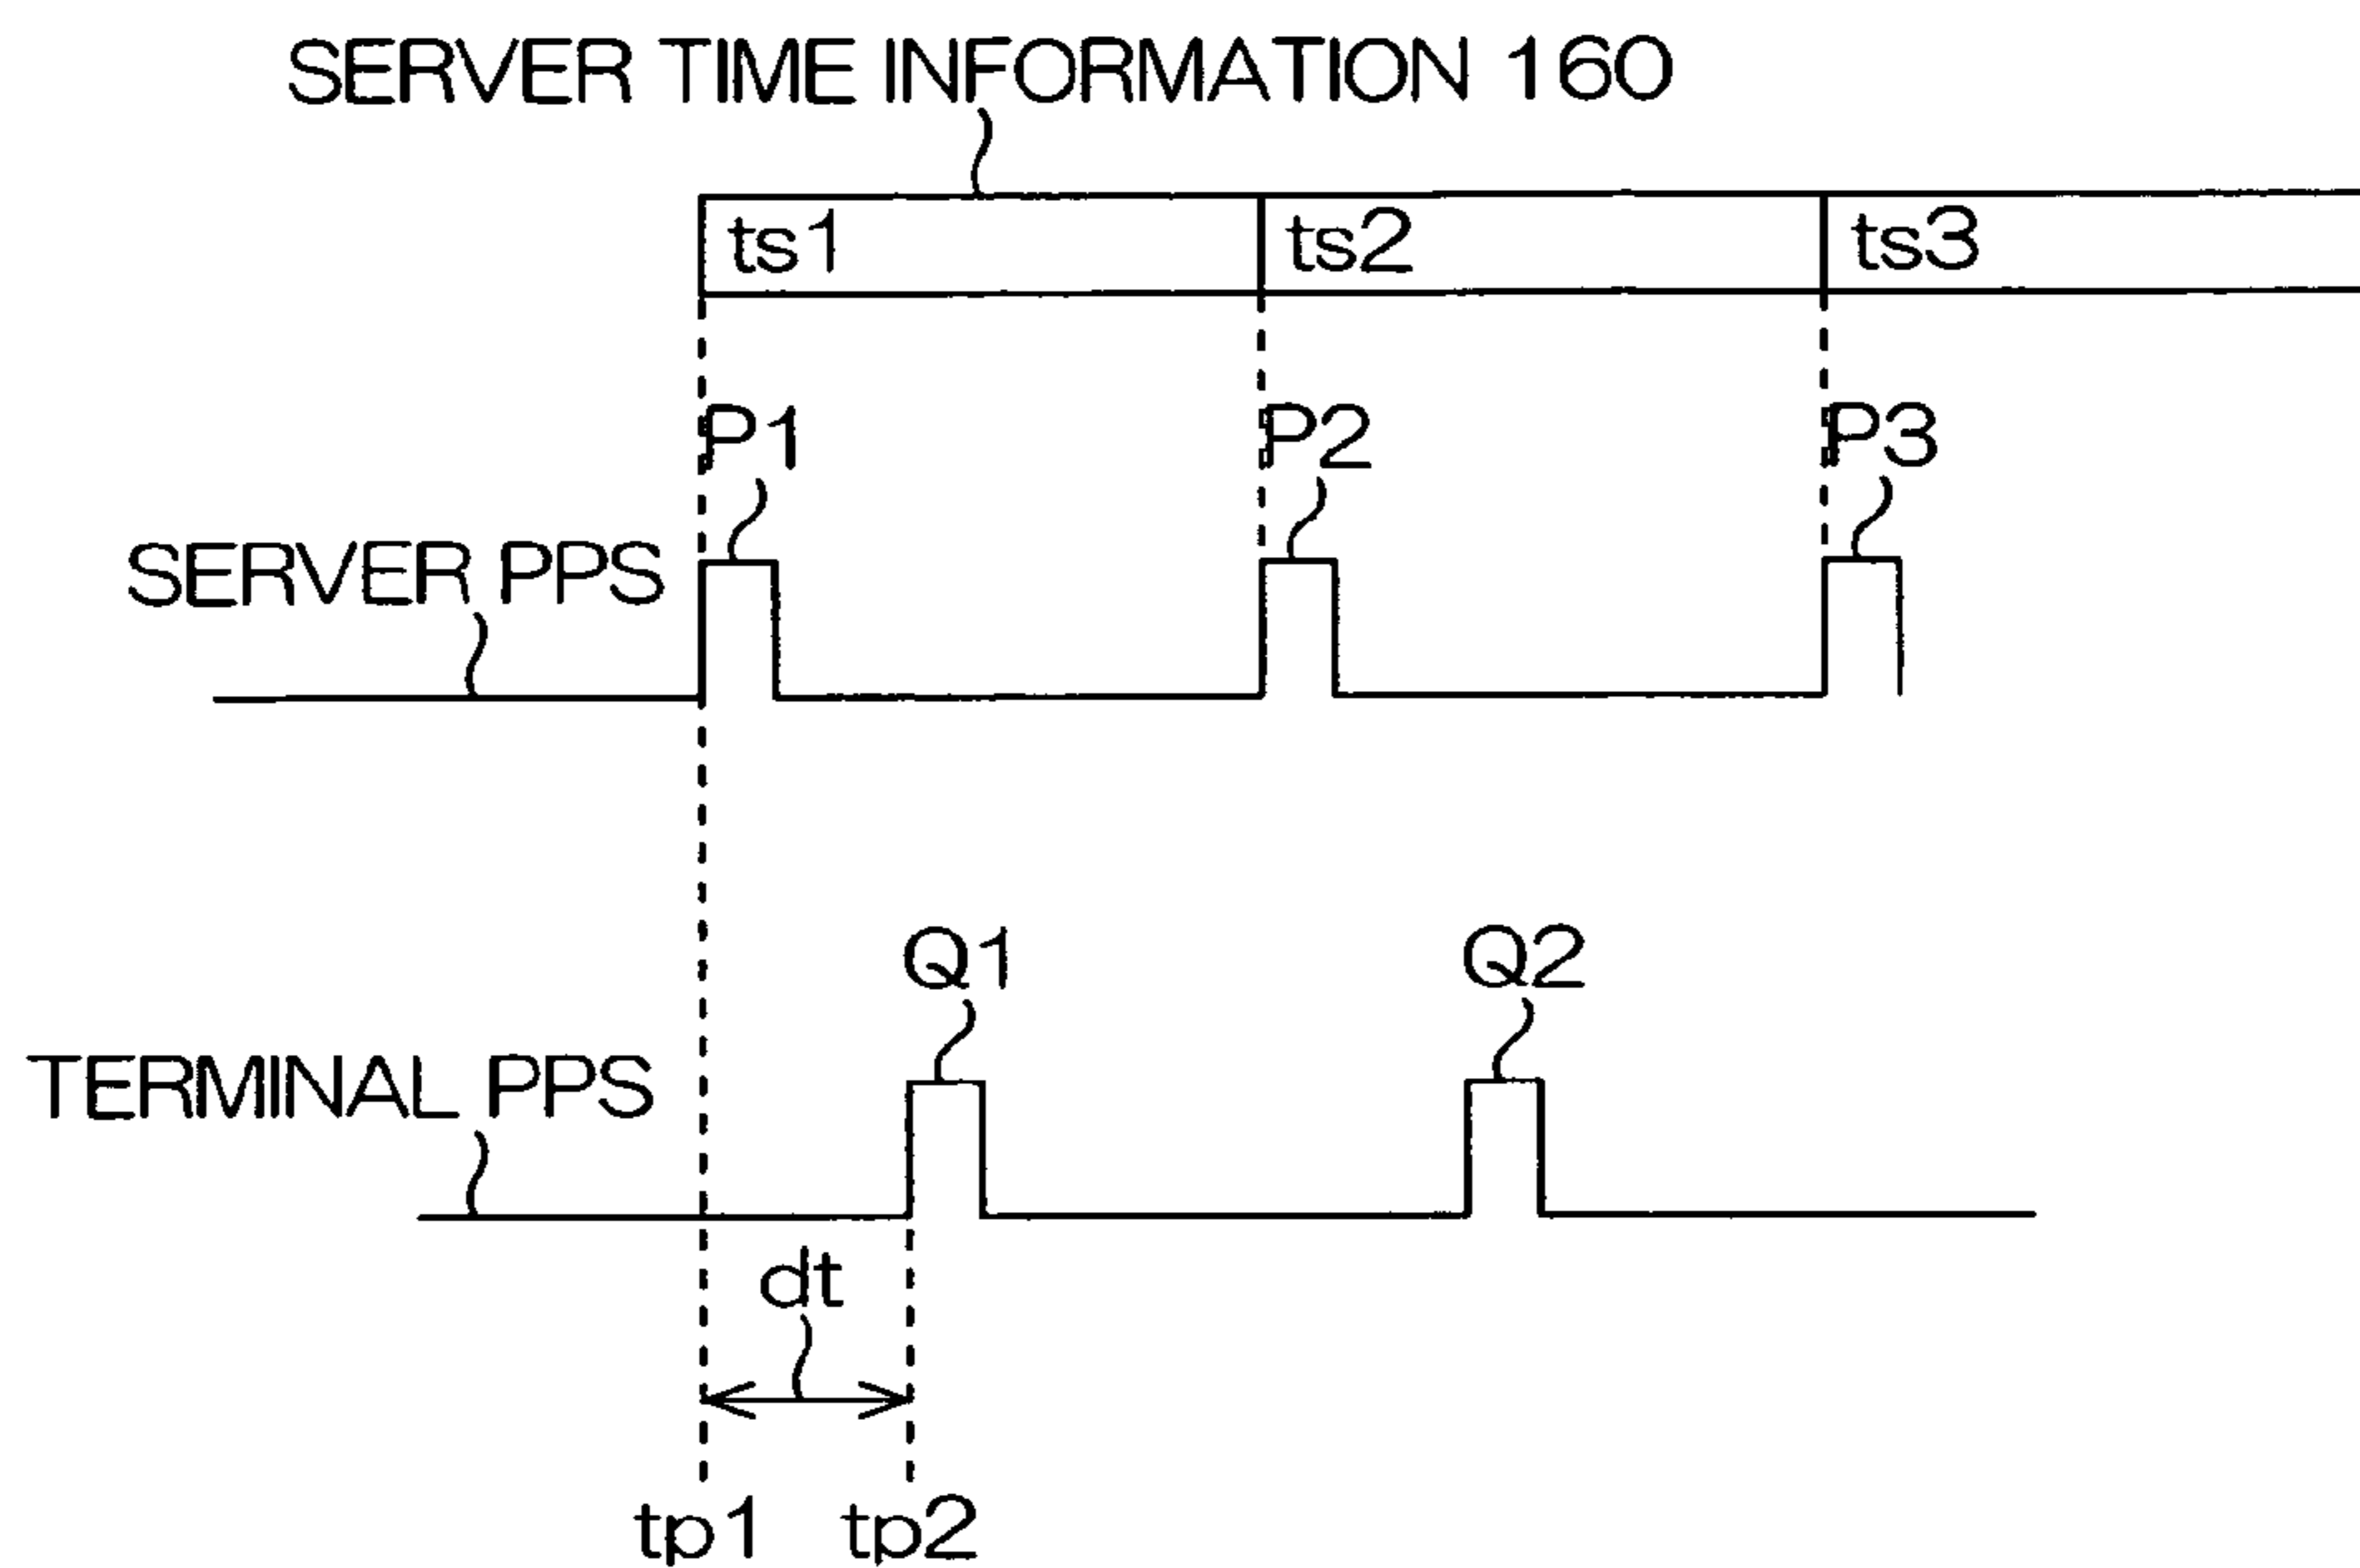 SERVER TIME INFORMATION 160
ts1 ts2 ts3
P1 P2 P3
SERVER PPS
Q1 Q2
TERMINAL PPS
dt
tp1 tp2